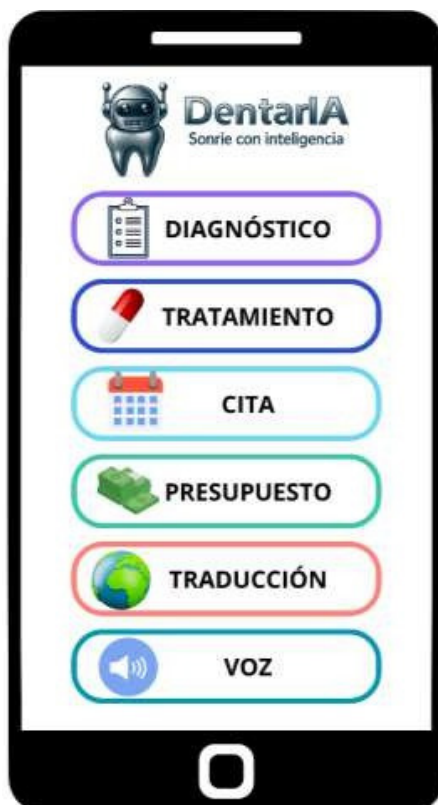 DentarIA
Sonrie con inteligencia
DIAGNÓSTICO
TRATAMIENTO
CITA
PRESUPUESTO
TRADUCCIÓN
VOZ